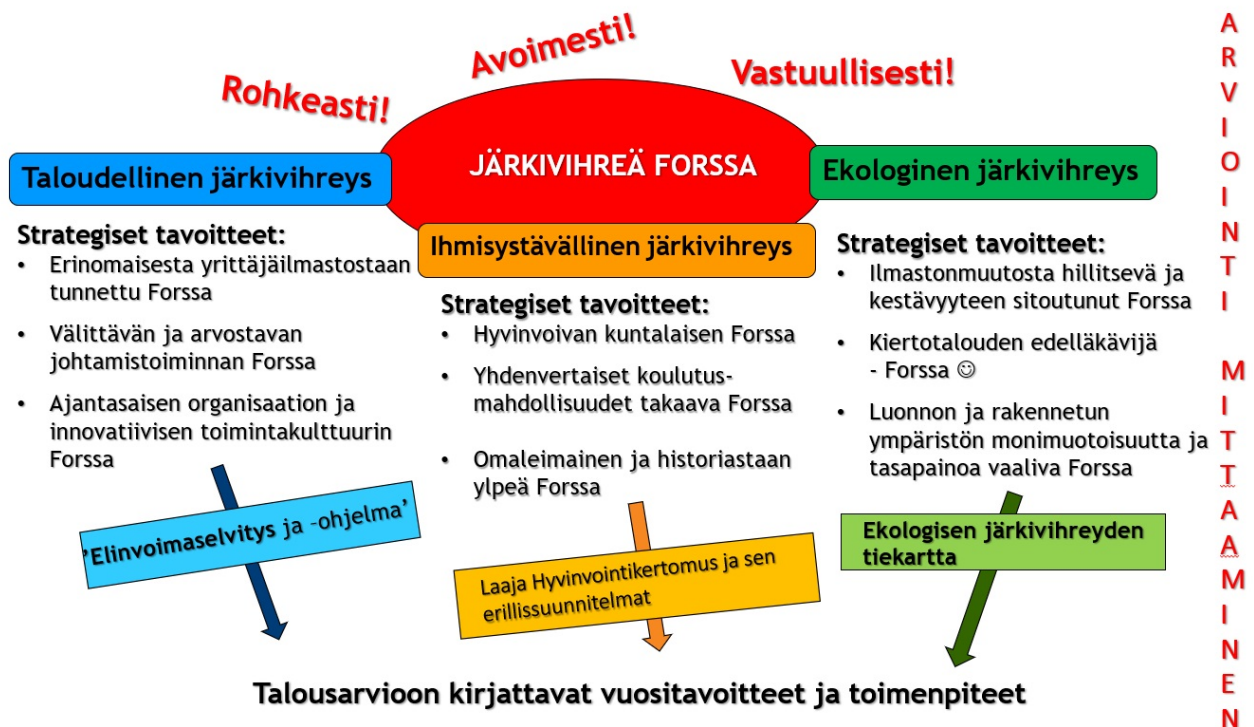 Rohkeasti!
Avoimesti!
Vastuullisesti!
JÄRKIVIHREÄ FORSSA
Taloudellinen järkivihreys
Strategiset tavoitteet:
• Erinomaisesta yrittäjäilmastostaan
tunnettu Forssa
• Välittävän ja arvostavan
johtamistoiminnan Forssa
• Ajantasaisen organisaation ja
innovatiivisen toimintakulttuurin
Forssa
'Elinvoimaselvitys ja –ohjelma'
Ihmisystävällinen järkivihreys
Strategiset tavoitteet:
• Hyvinvoivan kuntalaisen Forssa
• Yhdenvertaiset koulutus-
mahdollisuudet takaava Forssa
• Omaleimainen ja historiastaan
ylpeä Forssa
Laaja Hyvinvointikertomus ja sen
erillissuunnitelmat
Ekologinen järkivihreys
Strategiset tavoitteet:
• Ilmastonmuutosta hillitsevä ja
kestävyyteen sitoutunut Forssa
• Kiertotalouden edelläkävijä
- Forssa ☺
• Luonnon ja rakennetun
ympäristön monimuotoisuutta ja
tasapainoa vaaliva Forssa
Ekologisen järkivihreyden
tiekartta
Talousarvioon kirjattavat vuositavoitteet ja toimenpiteet
ARVIOINTI MITTAAMINEN